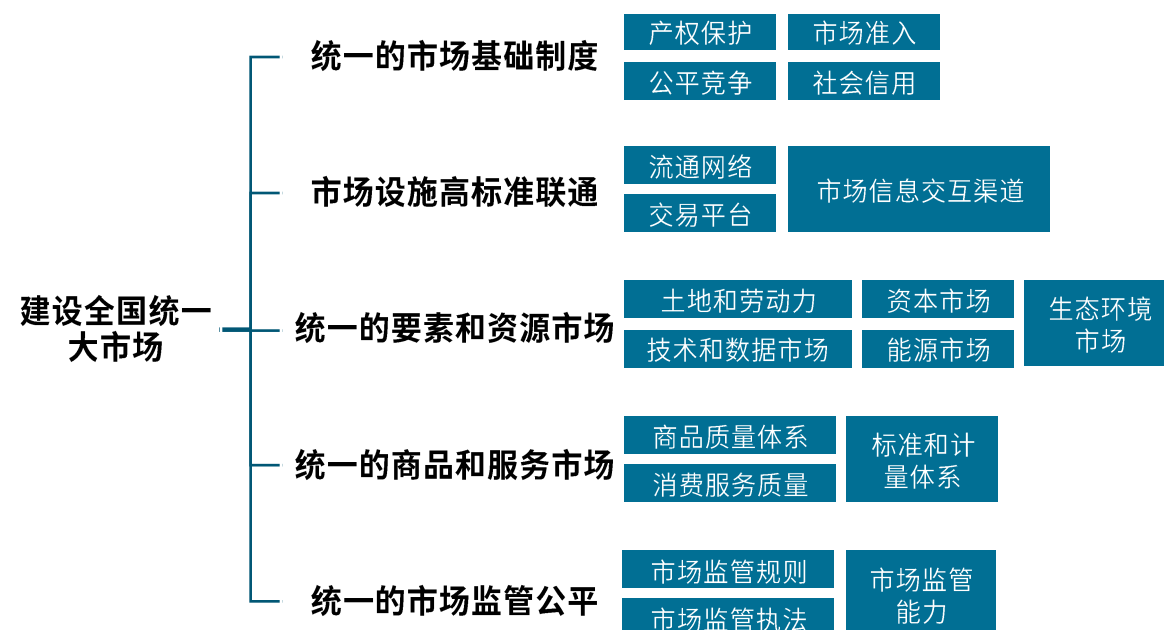 建设全国统一
大市场
统一的市场基础制度
产权保护
市场准入
公平竞争
社会信用
市场设施高标准联通
流通网络
交易平台
市场信息交互渠道
统一的要素和资源市场
土地和劳动力
资本市场
技术和数据市场
能源市场
生态环境
市场
统一的商品和服务市场
商品质量体系
消费服务质量
标准和计
量体系
统一的市场监管公平
市场监管规则
市场监管执法
市场监管
能力